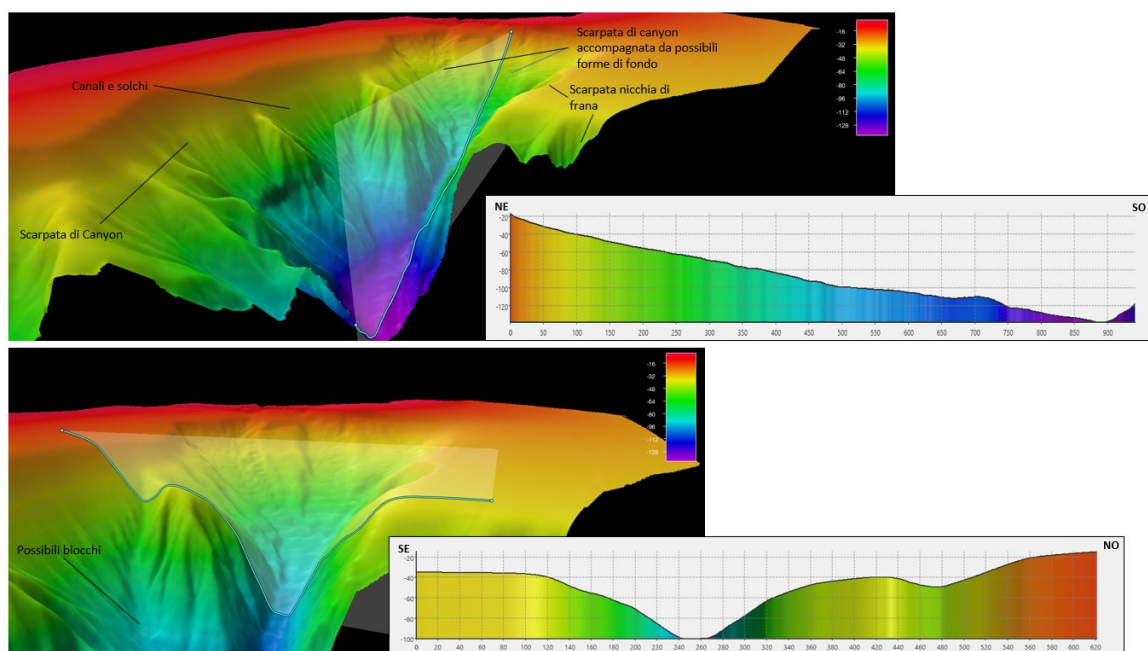 Scarpata di canyon
accompagnata da possibili
forme di fondo
Canali e solchi
Scarpata nicchia di
frana
Scarpata di Canyon
-16
-32
-48
-64
-80
-96
-112
-128
NE
SO
-20
-40
-60
-80
-100
-120
0 50 100 150 200 250 300 350 400 450 500 550 600 650 700 750 800 850 900
-16
-32
-48
-64
-80
-96
-112
-128
Possibili blocchi
SE
NO
-20
-40
-60
-80
-100
0 20 40 60 80 100 120 140 160 180 200 220 240 260 280 300 320 340 360 380 400 420 440 460 480 500 520 540 560 580 600 620